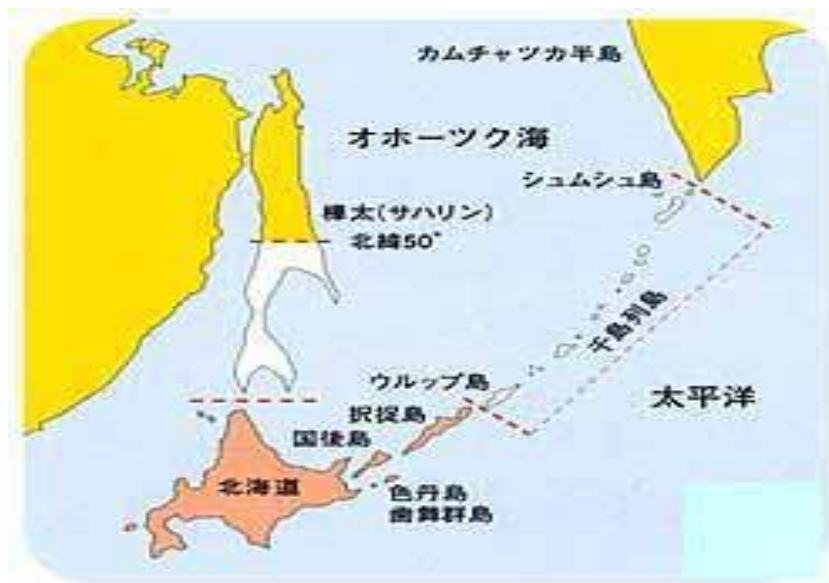 カムチャツカ半島
オホーツク海
シュムシュ島
樺太(サハリン)
北緯50°
千島列島
ウルップ島
太平洋
択捉島
国後島
北海道
色丹島
歯舞群島